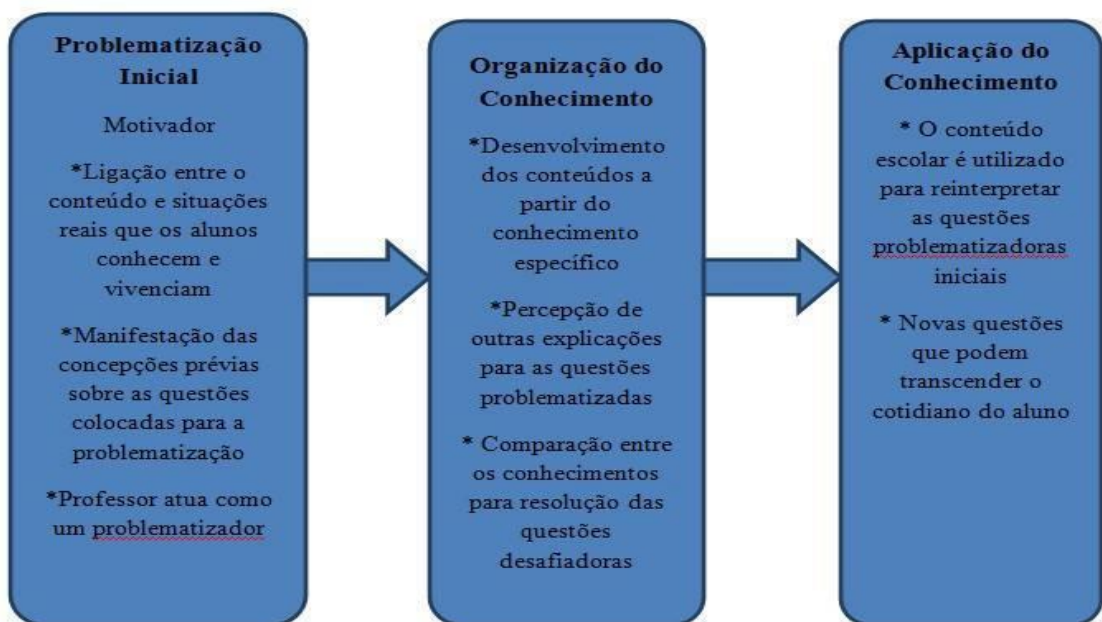 Problematização
Inicial
Motivador
*Ligação entre o
conteúdo e situações
reais que os alunos
conhecem e
vivenciam
*Manifestação das
concepções prévias
sobre as questões
colocadas para a
problematização
*Professor atua como
um problematizador
Organização do
Conhecimento
*Desenvolvimento
dos conteúdos a
partir do
conhecimento
específico
*Percepção de
outras explicações
para as questões
problematizadas
* Comparação entre
os conhecimentos
para resolução das
questões
desafiadoras
Aplicação do
Conhecimento
* O conteúdo
escolar é utilizado
para reinterpretar
as questões
problematizadoras
iniciais
* Novas questões
que podem
transcender o
cotidiano do aluno